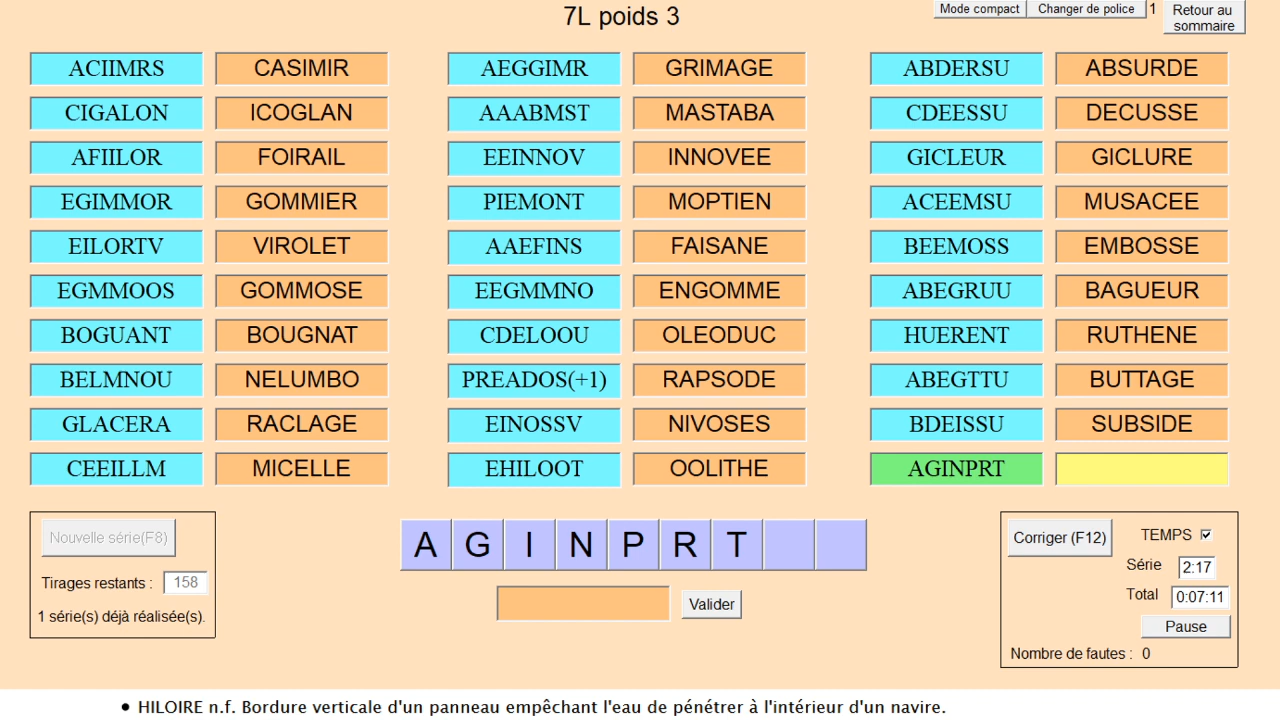 7L poids 3
Mode compact Changer de police 1 Retour au sommaire
ACIIMRS CASIMIR AEGGIMR GRIMAGE ABDERSU ABSURDE
CIGALON ICOGLAN AAABMST MASTABA CDEESSU DECUSSE
AFIILOR FOIRAIL EEINNOV INNOVEE GICLEUR GICLURE
EGIMMOR GOMMIER PIEMONT MOPTIEN ACEEMSU MUSACEE
EILORTV VIROLET AAEFINS FAISANE BEEMOSS EMBOSSE
EGMMOOS GOMMOSE EEGMMNO ENGOMME ABEGRUU BAGUEUR
BOGUANT BOUGNAT CDELOOU OLEODUC HUERENT RUTHENE
BELMNOU NELUMBO PREADOS(+1) RAPSODE ABEGTTU BUTTAGE
GLACERA RACLAGE EINOSSV NIVOSES BDEISSU SUBSIDE
CEEILLM MICELLE EHILOOT OOLITHE AGINPRT
Nouvelle série(F8)
Tirages restants : 158
1 série(s) déjà réalisée(s).
A G I N P R T
Valider
Corriger (F12) TEMPS
Série 2:17
Total 0:07:11
Pause
Nombre de fautes : 0
• HILOIRE n.f. Bordure verticale d'un panneau empêchant l'eau de pénétrer à l'intérieur d'un navire.